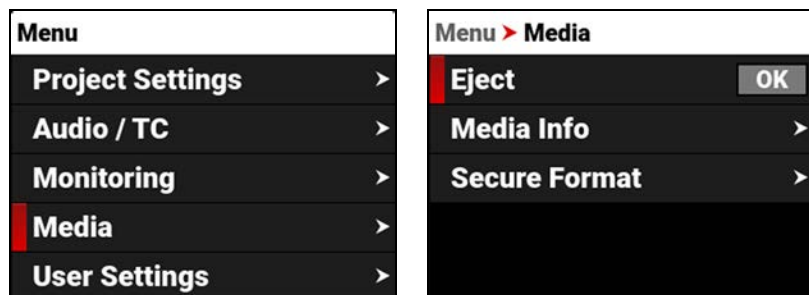 Menu
Project Settings
Audio / TC
Monitoring
Media
User Settings
Menu > Media
Eject OK
Media Info
Secure Format